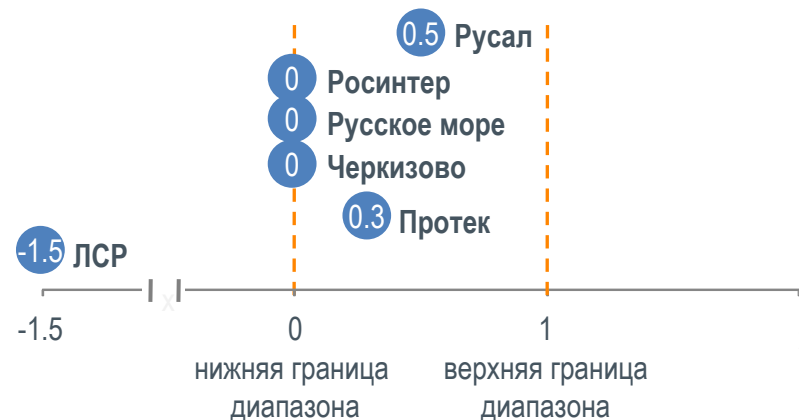 0.5 Русал
0 Росинтер
0 Русское море
0 Черкизово
0.3 Протек
-1.5 ЛСР
x
-1.5 0 1
нижняя граница верхняя граница
диапазона диапазона